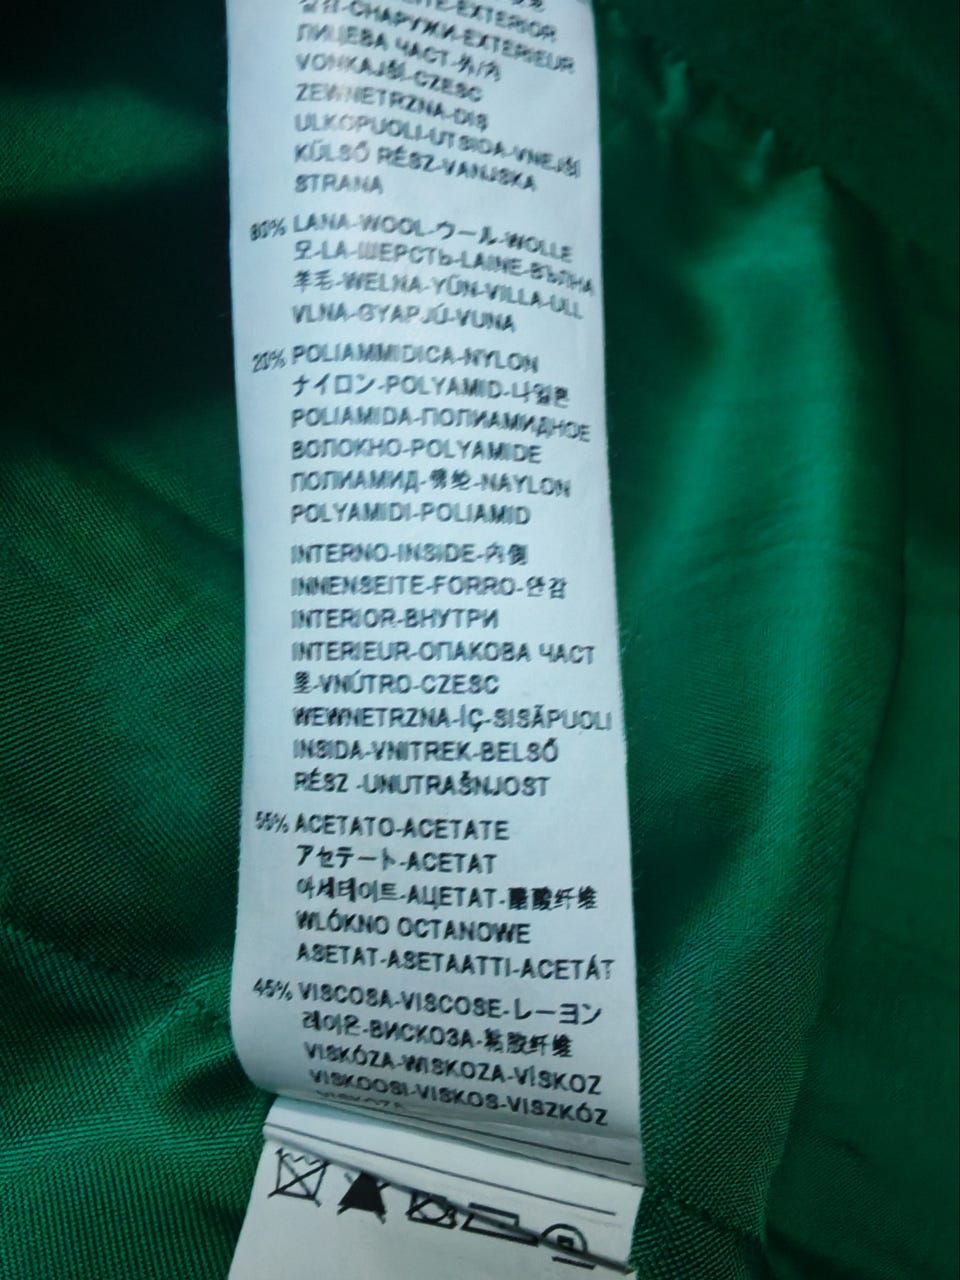 EXTERIOR
-СНАРУЖИ-EXTERIEUR
ЛИЦЕВА ЧАСТ-外/内
VONKAJŠÍ-CZESC
ZEWNETRZNA-DIŞ
ULKOPUOLI-UTSIDA-VNEJŠI
KÜLSŐ RÉSZ-VANJSKA
STRANA
80% LANA-WOOL-ウール-WOLLE
모-LA-ШЕРСТЬ-LAINE-ВЪЛНА
羊毛-WELNA-YÜN-VILLA-ULL
VLNA-GYAPJÚ-VUNA
20% POLIAMMIDICA-NYLON
ナイロン-POLYAMID-나일론
POLIAMIDA-ПОЛИАМИДНОЕ
ВОЛОКНО-POLYAMIDE
ПОЛИАМИД-锦纶-NAYLON
POLYAMIDI-POLIAMID
INTERNO-INSIDE-内側
INNENSEITE-FORRO-안감
INTERIOR-ВНУТРИ
INTERIEUR-ОПАКОВА ЧАСТ
里-VNÚTRO-CZESC
WEWNETRZNA-İÇ-SISÄPUOLI
INSIDA-VNITREK-BELSŐ
RÉSZ -UNUTRAŠNJOST
55% ACETATO-ACETATE
アセテート-ACETAT
아세테이트-АЦЕТАТ-醋酸纤维
WLÓKNO OCTANOWE
ASETAT-ASETAATTI-ACETÁT
45% VISCOSA-VISCOSE-レーヨン
레이온-ВИСКОЗА-粘胶纤维
VISKÓZA-WISKOZA-VİSKOZ
VISKOOSI-VISKOS-VISZKÓZ
VISKOZA